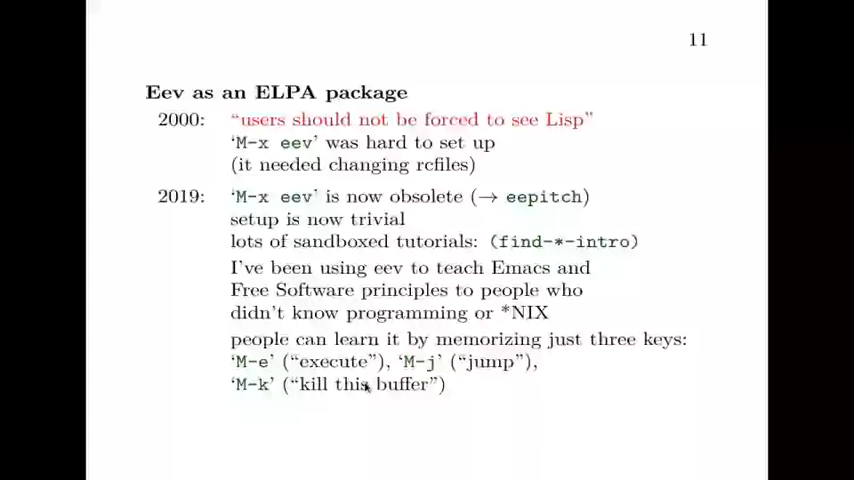 11
Eev as an ELPA package
2000: “users should not be forced to see Lisp”
‘M-x eev’ was hard to set up
(it needed changing rcfiles)
2019: ‘M-x eev’ is now obsolete (→ eepitch)
setup is now trivial
lots of sandboxed tutorials: (find-*-intro)
I’ve been using eev to teach Emacs and
Free Software principles to people who
didn’t know programming or *NIX
people can learn it by memorizing just three keys:
‘M-e’ (“execute”), ‘M-j’ (“jump”),
‘M-k’ (“kill this buffer”)